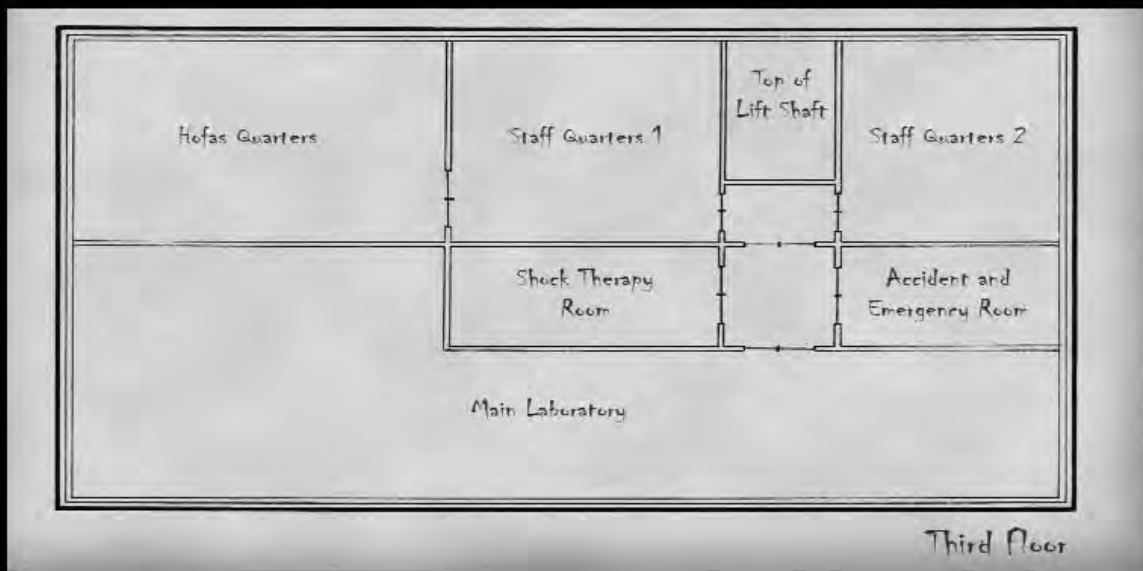 Hofas Quarters
Staff Quarters 1
Top of
Lift Shaft
Staff Quarters 2
Shock Therapy
Room
Accident and
Emergency Room
Main Laboratory
Third Floor